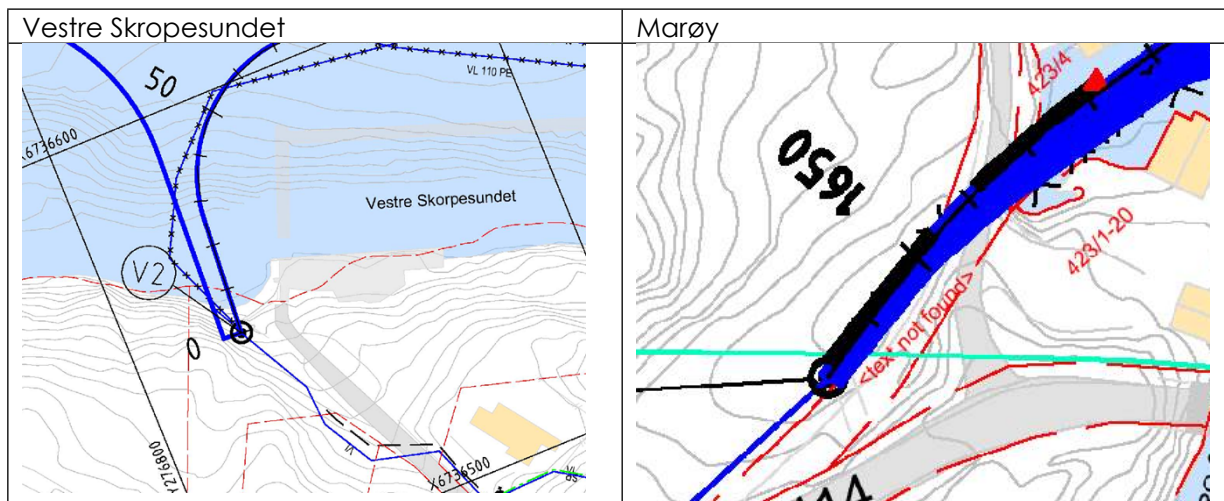 Vestre Skropesundet
Marøy
50
VL 110 PE
X6736600
Vestre Skorpesundet
V2
0
Y276800
VL
X6736500
423/4
1650
423/1-20
<text not found>